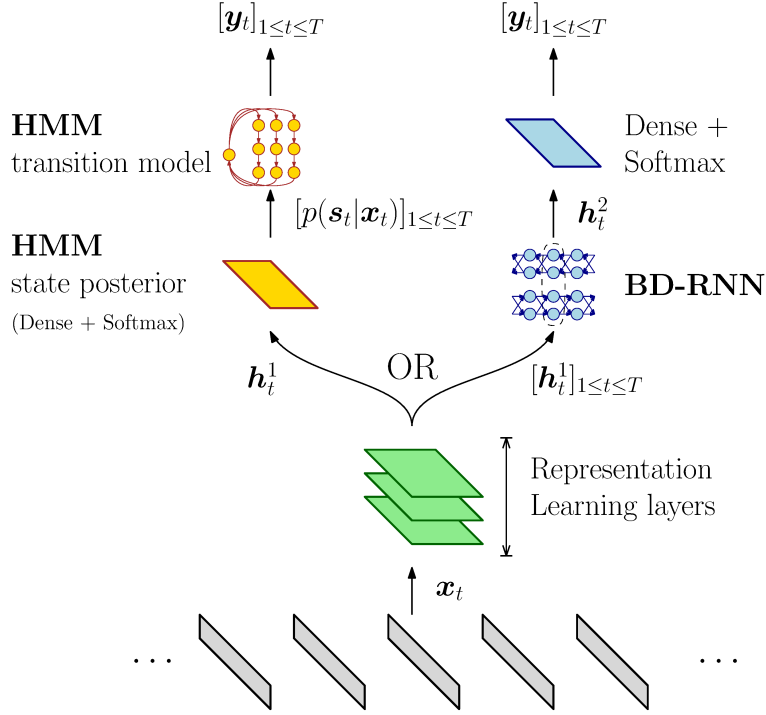 [y_t]_{1≤t≤T} [y_t]_{1≤t≤T}
HMM
transition model
Dense +
Softmax
[p(s_t|x_t)]_{1≤t≤T}
h_t^2
HMM
state posterior
(Dense + Softmax)
BD-RNN
OR
h_t^1
[h_t^1]_{1≤t≤T}
Representation
Learning layers
x_t
... ...